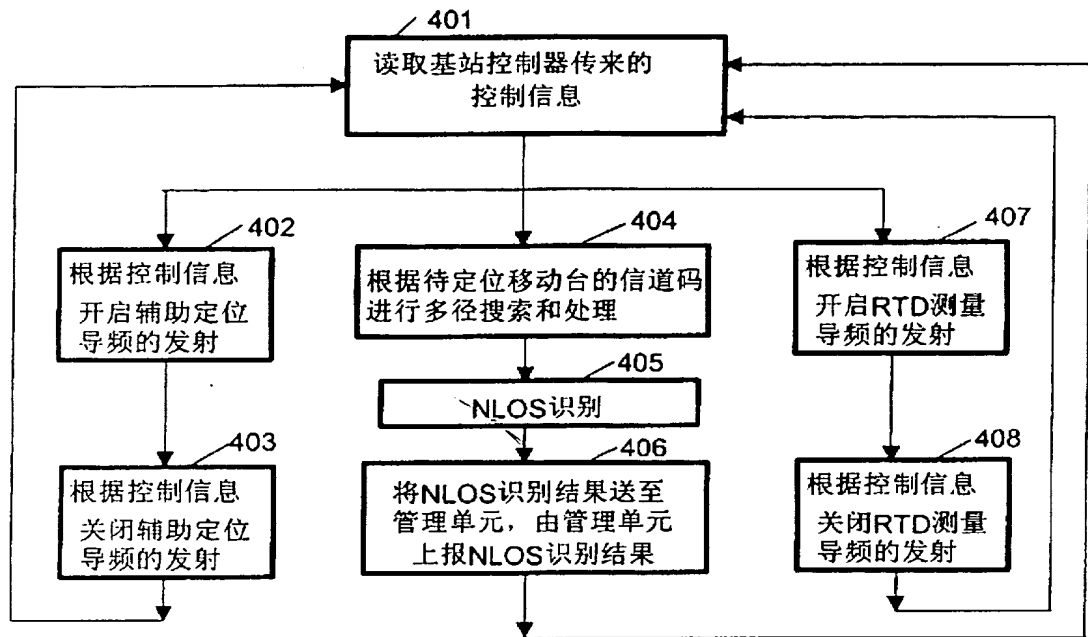 401
读取基站控制器传来的
控制信息
402
根据控制信息
开启辅助定位
导频的发射
403
根据控制信息
关闭辅助定位
导频的发射
404
根据待定位移动台的信道码
进行多径搜索和处理
405
NLOS识别
406
将NLOS识别结果送至
管理单元，由管理单元
上报NLOS识别结果
407
根据控制信息
开启RTD测量
导频的发射
408
根据控制信息
关闭RTD测量
导频的发射